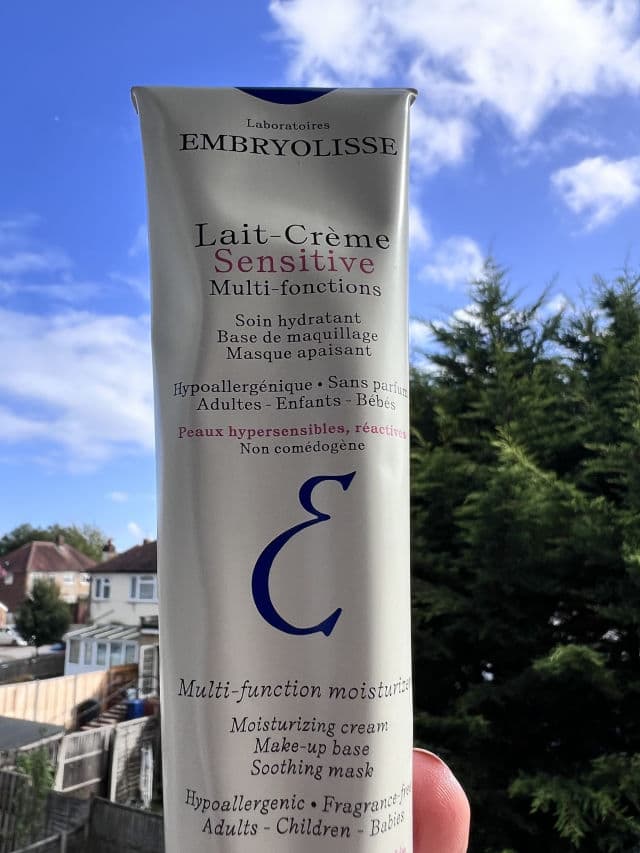 Laboratoires
EMBRYOLISSE
Lait-Crème
Sensitive
Multi-fonctions
Soin hydratant
Base de maquillage
Masque apaisant
Hypoallergénique • Sans parfum
Adultes - Enfants - Bébés
Peaux hypersensibles, réactives
Non comédogène
E
Multi-function moisturizer
Moisturizing cream
Make-up base
Soothing mask
Hypoallergenic • Fragrance-free
Adults - Children - Babies